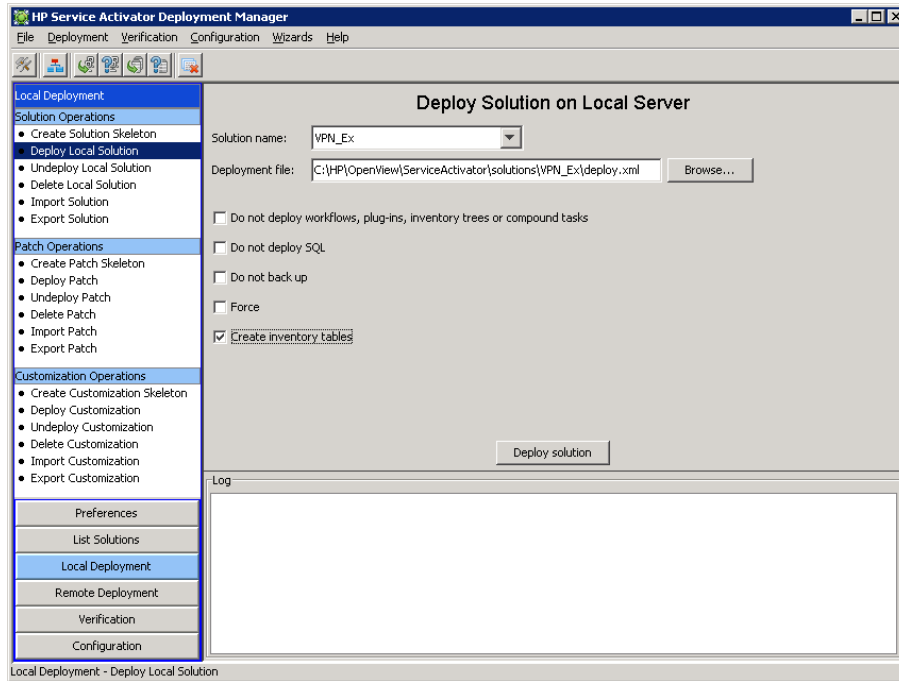 HP Service Activator Deployment Manager
File Deployment Verification Configuration Wizards Help
Local Deployment
Solution Operations
Create Solution Skeleton
Deploy Local Solution
Undeploy Local Solution
Delete Local Solution
Import Solution
Export Solution
Patch Operations
Create Patch Skeleton
Deploy Patch
Undeploy Patch
Delete Patch
Import Patch
Export Patch
Customization Operations
Create Customization Skeleton
Deploy Customization
Undeploy Customization
Delete Customization
Import Customization
Export Customization
Preferences
List Solutions
Local Deployment
Remote Deployment
Verification
Configuration
Deploy Solution on Local Server
Solution name: VPN_Ex
Deployment file: C:\HP\OpenView\ServiceActivator\solutions\VPN_Ex\deploy.xml Browse...
Do not deploy workflows, plug-ins, inventory trees or compound tasks
Do not deploy SQL
Do not back up
Force
Create inventory tables
Deploy solution
Log
Local Deployment - Deploy Local Solution